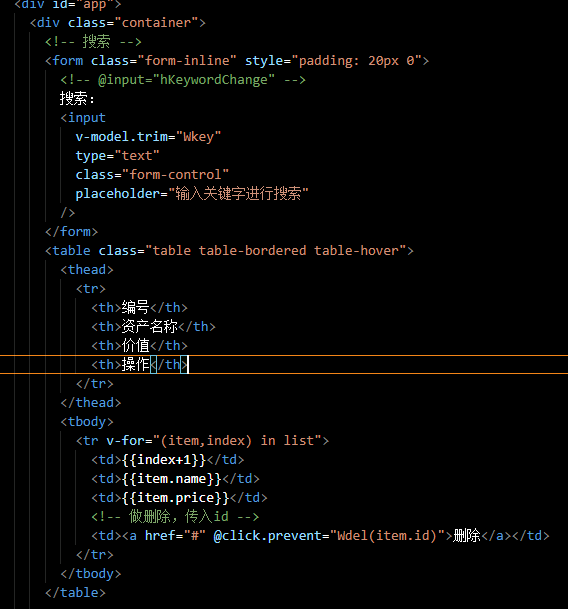 <div id="app">
<div class="container">
<!-- 搜索 -->
<form class="form-inline" style="padding: 20px 0">
<!-- @input="hKeywordChange" -->
搜索：
<input
v-model.trim="Wkey"
type="text"
class="form-control"
placeholder="输入关键字进行搜索"
/>
</form>
<table class="table table-bordered table-hover">
<thead>
<tr>
<th>编号</th>
<th>资产名称</th>
<th>价值</th>
<th>操作</th>
</tr>
</thead>
<tbody>
<tr v-for="(item,index) in list">
<td>{{index+1}}</td>
<td>{{item.name}}</td>
<td>{{item.price}}</td>
<!-- 做删除，传入id -->
<td><a href="#" @click.prevent="Wdel(item.id)">删除</a></td>
</tr>
</tbody>
</table>